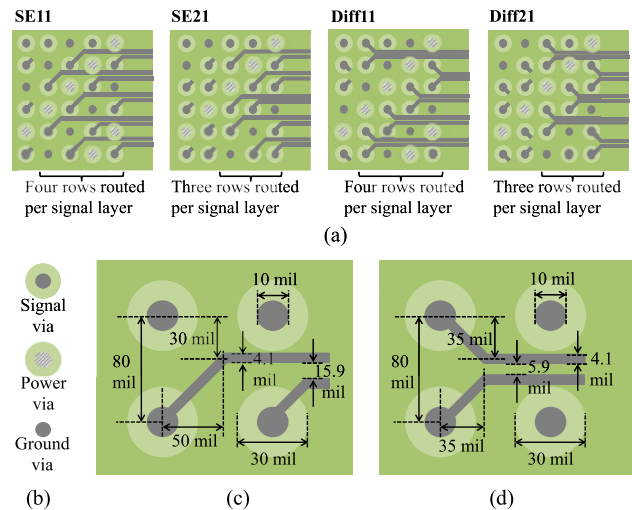 SE11 SE21 Diff11 Diff21
Four rows routed per signal layer
Three rows routed per signal layer
Four rows routed per signal layer
Three rows routed per signal layer
(a)
Signal via
Power via
Ground via
(b)
10 mil
30 mil
80 mil
4.1 mil
15.9 mil
50 mil
30 mil
(c)
10 mil
35 mil
80 mil
5.9 mil
4.1 mil
35 mil
30 mil
(d)